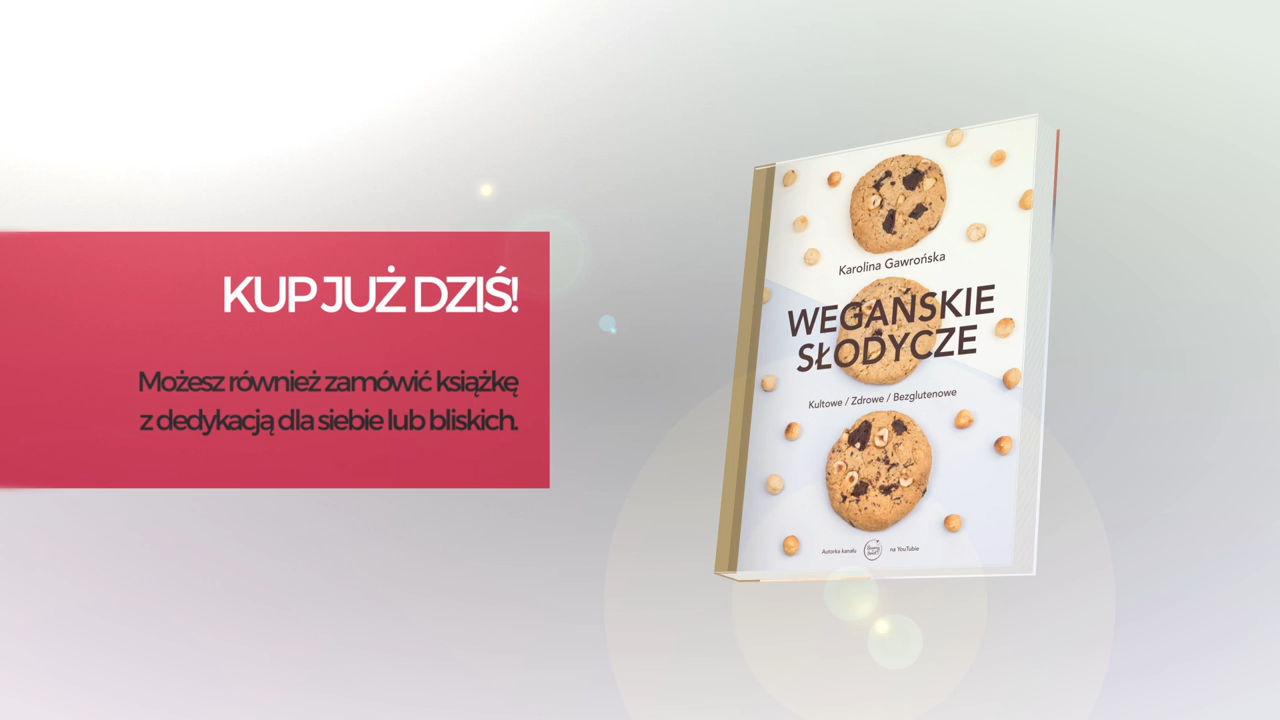 KUP JUŻ DZIŚ!
Możesz również zamówić książkę
z dedykacją dla siebie lub bliskich.
Karolina Gawrońska
WEGAŃSKIE
SŁODYCZE
Kultowe / Zdrowe / Bezglutenowe
Autorka kanału
na YouTubie